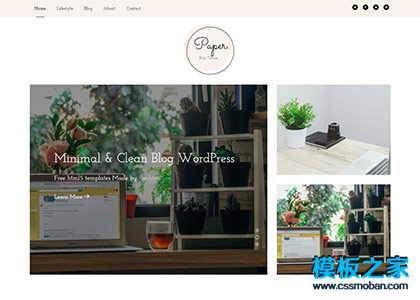 Home Lifestyle Blog About Contact
Paper.
Blog Theme
Minimal & Clean Blog WordPress
Free html5 templates Made by
Learn More →
模板之家
www.cssmoban.com